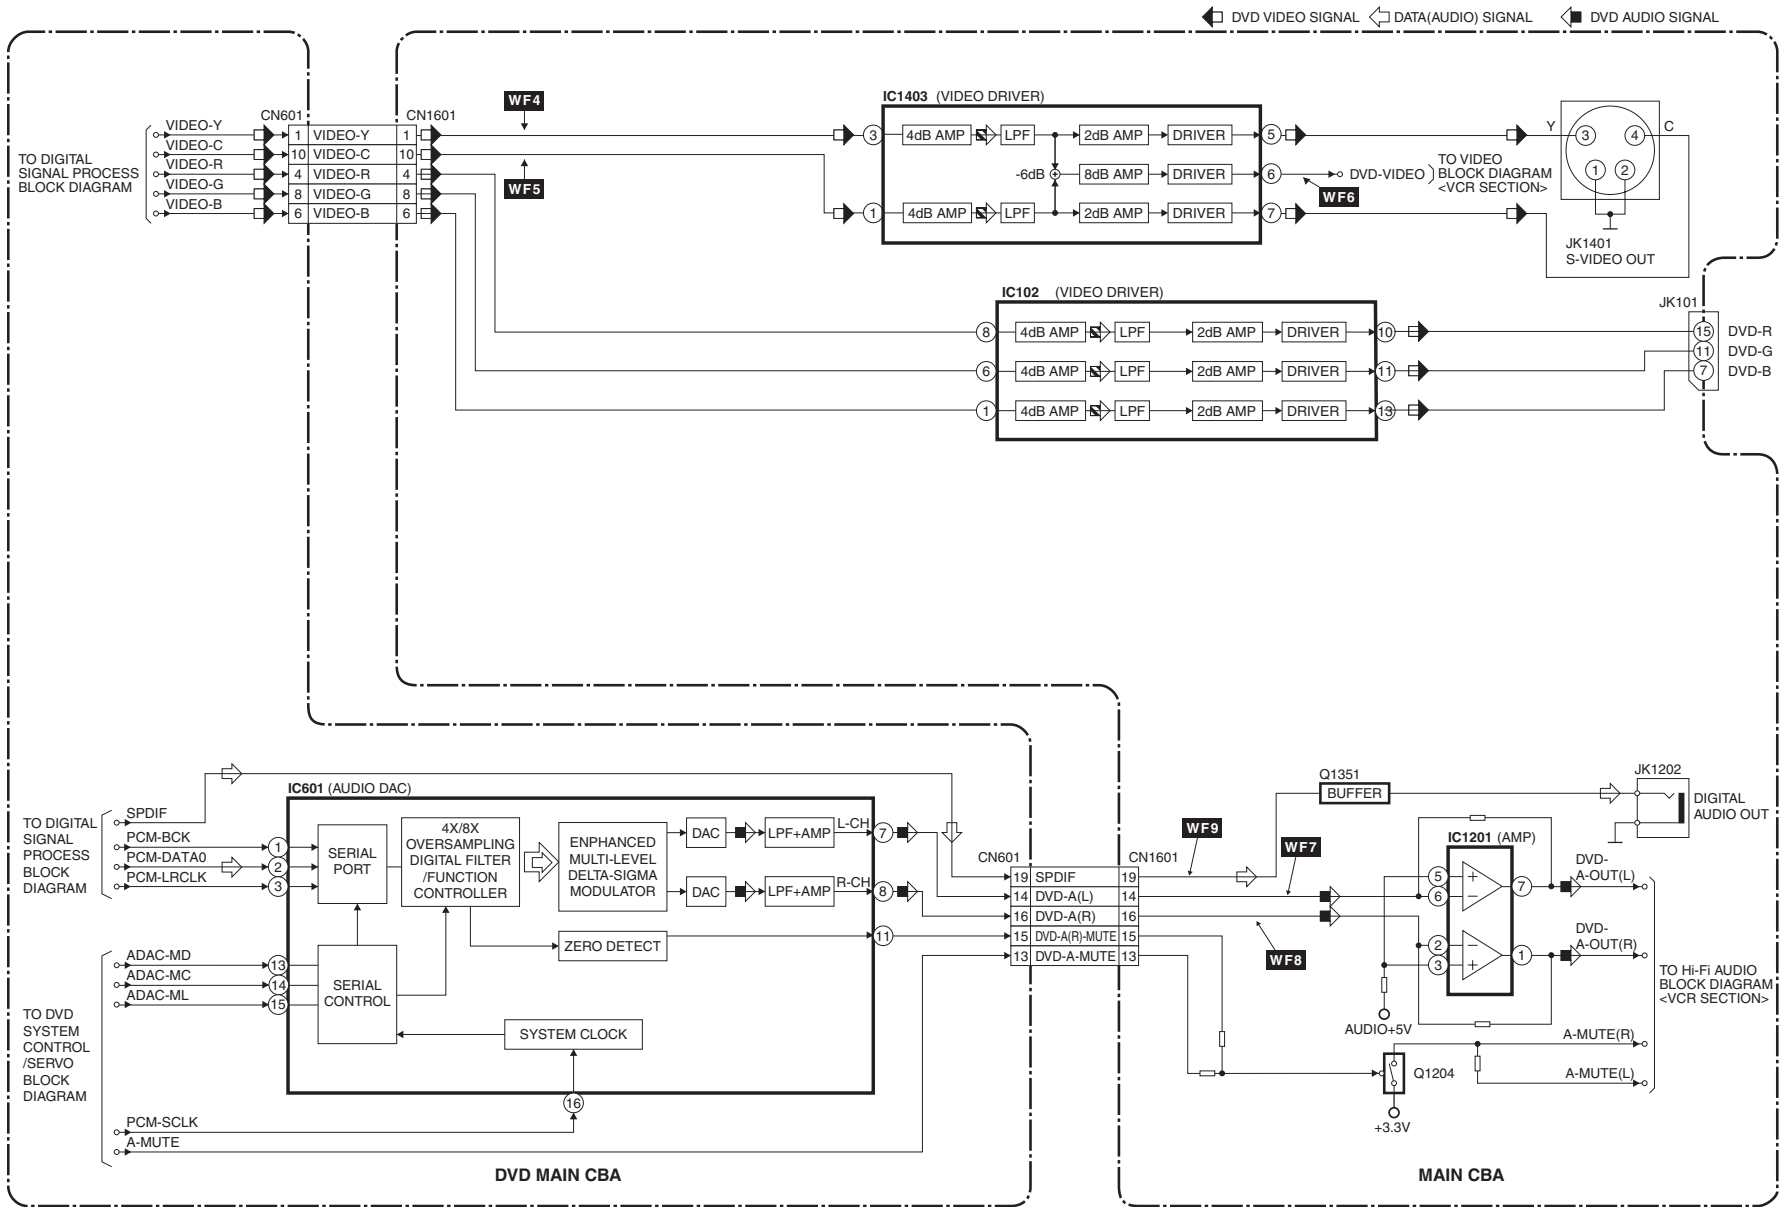 DVD VIDEO SIGNAL DATA(AUDIO) SIGNAL DVD AUDIO SIGNAL
TO DIGITAL
SIGNAL PROCESS
BLOCK DIAGRAM
VIDEO-Y
VIDEO-C
VIDEO-R
VIDEO-G
VIDEO-B
CN601
CN1601
1 VIDEO-Y 1
10 VIDEO-C 10
4 VIDEO-R 4
8 VIDEO-G 8
6 VIDEO-B 6
WF4
WF5
IC1403 (VIDEO DRIVER)
3 4dB AMP LPF 2dB AMP DRIVER 5
-6dB 8dB AMP DRIVER 6
1 4dB AMP LPF 2dB AMP DRIVER 7
DVD-VIDEO
WF6
TO VIDEO
BLOCK DIAGRAM
<VCR SECTION>
Y 3 4 C
1 2
JK1401
S-VIDEO OUT
IC102 (VIDEO DRIVER)
8 4dB AMP LPF 2dB AMP DRIVER 10
6 4dB AMP LPF 2dB AMP DRIVER 11
1 4dB AMP LPF 2dB AMP DRIVER 13
JK101
15 DVD-R
11 DVD-G
7 DVD-B
TO DIGITAL
SIGNAL
PROCESS
BLOCK
DIAGRAM
SPDIF
PCM-BCK
PCM-DATA0
PCM-LRCLK
1
2
3
IC601 (AUDIO DAC)
SERIAL
PORT
4X/8X
OVERSAMPLING
DIGITAL FILTER
/FUNCTION
CONTROLLER
ENPHANCED
MULTI-LEVEL
DELTA-SIGMA
MODULATOR
DAC LPF+AMP L-CH 7
DAC LPF+AMP R-CH 8
ZERO DETECT
11
TO DVD
SYSTEM
CONTROL
/SERVO
BLOCK
DIAGRAM
ADAC-MD
ADAC-MC
ADAC-ML
13
14
15
SERIAL
CONTROL
SYSTEM CLOCK
16
PCM-SCLK
A-MUTE
DVD MAIN CBA
CN601
CN1601
19 SPDIF 19
14 DVD-A(L) 14
16 DVD-A(R) 16
15 DVD-A(R)-MUTE 15
13 DVD-A-MUTE 13
WF9
WF7
WF8
Q1351
BUFFER
JK1202
DIGITAL
AUDIO OUT
IC1201 (AMP)
5 +
6 − 7
2 −
3 + 1
AUDIO+5V
DVD-
A-OUT(L)
DVD-
A-OUT(R)
TO Hi-Fi AUDIO
BLOCK DIAGRAM
<VCR SECTION>
A-MUTE(R)
A-MUTE(L)
Q1204
+3.3V
MAIN CBA